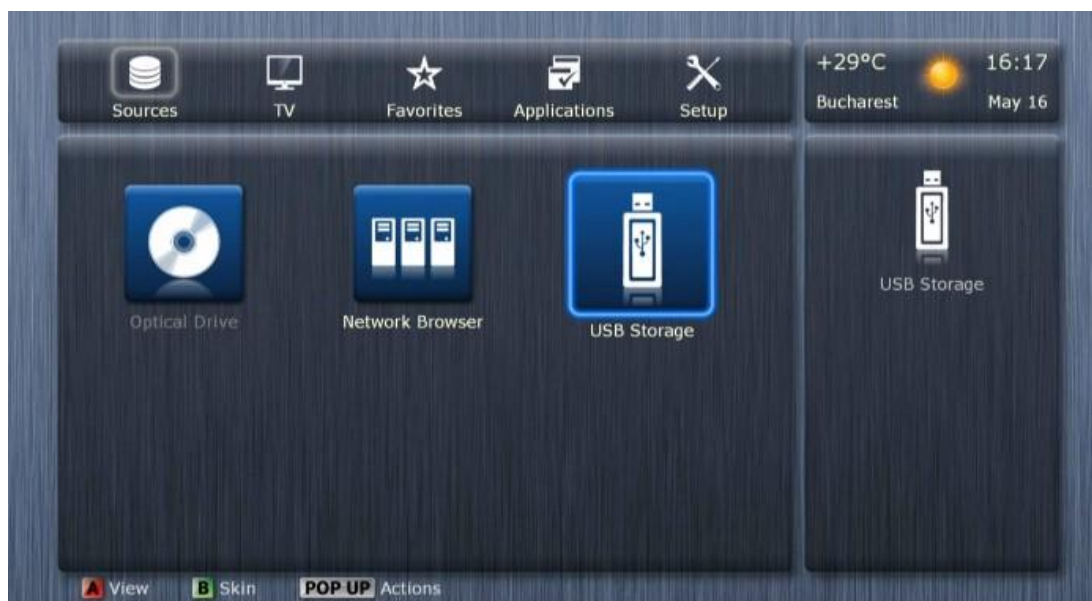 Sources TV Favorites Applications Setup
+29°C 16:17
Bucharest May 16
Optical Drive Network Browser USB Storage
USB Storage
A View B Skin POP UP Actions